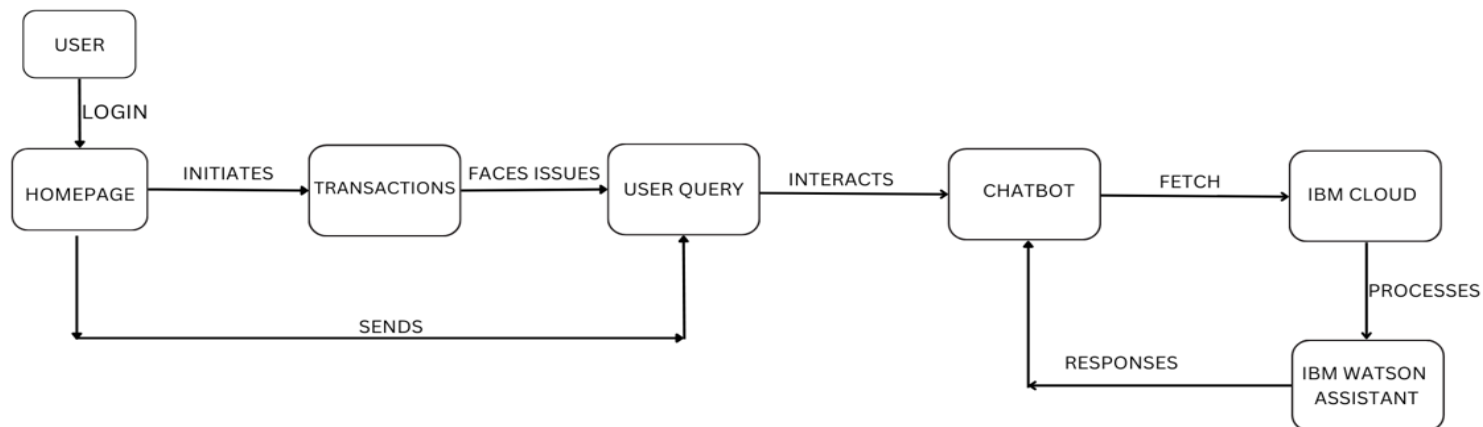 USER
LOGIN
HOMEPAGE
INITIATES
TRANSACTIONS
FACES ISSUES
USER QUERY
INTERACTS
CHATBOT
FETCH
IBM CLOUD
PROCESSES
SENDS
RESPONSES
IBM WATSON
ASSISTANT